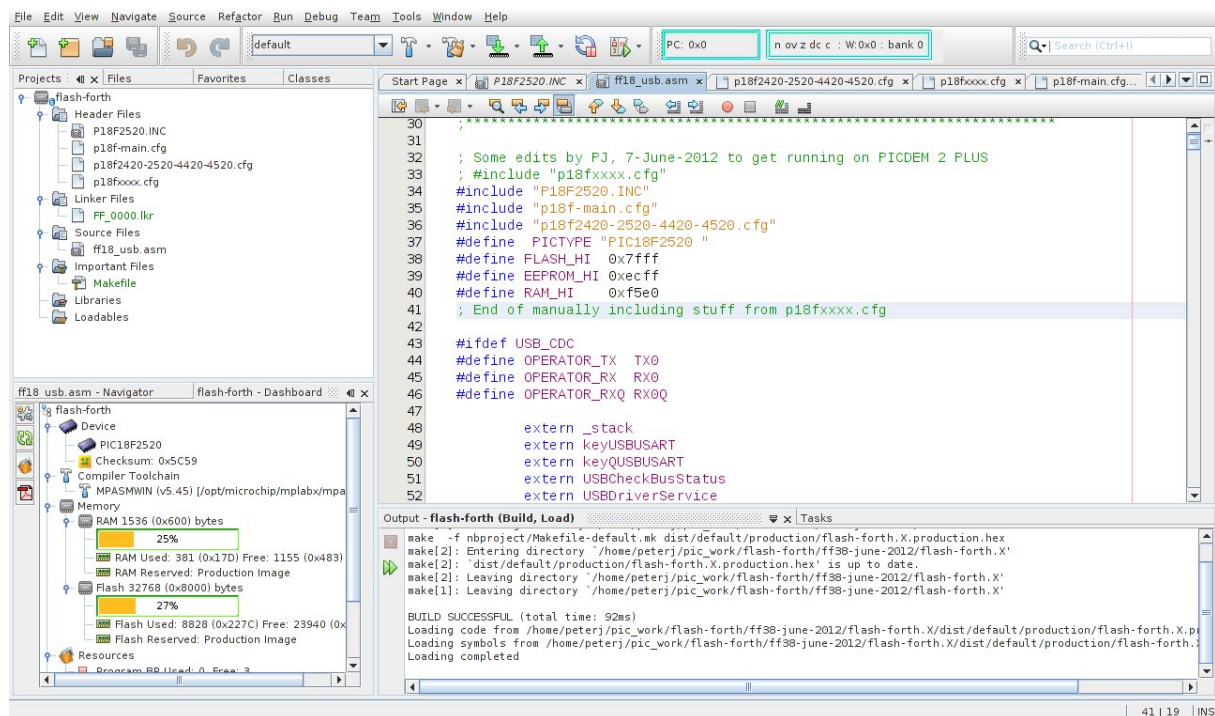 File Edit View Navigate Source Refactor Run Debug Team Tools Window Help
default
PC: 0x0
n ov z dc c : W:0x0 : bank 0
Search (Ctrl+I)
Projects Files Favorites Classes
flash-forth
Header Files
P18F2520.INC
p18f-main.cfg
p18f2420-2520-4420-4520.cfg
p18fxxxx.cfg
Linker Files
FF_0000.lkr
Source Files
ff18_usb.asm
Important Files
Makefile
Libraries
Loadables
ff18_usb.asm - Navigator flash-forth - Dashboard
flash-forth
Device
PIC18F2520
Checksum: 0x5C59
Compiler Toolchain
MPASMWIN (v5.45) [/opt/microchip/mplabx/mpa
Memory
RAM 1536 (0x600) bytes
25%
RAM Used: 381 (0x17D) Free: 1155 (0x483)
RAM Reserved: Production Image
Flash 32768 (0x8000) bytes
27%
Flash Used: 8828 (0x227C) Free: 23940 (0x
Flash Reserved: Production Image
Resources
Program BP Used: 0 Free: 3
Start Page P18F2520.INC ff18_usb.asm p18f2420-2520-4420-4520.cfg p18fxxxx.cfg p18f-main.cfg...
30 ;**********************************************************************
31
32 ; Some edits by PJ, 7-June-2012 to get running on PICDEM 2 PLUS
33 ; #include "p18fxxxx.cfg"
34 #include "P18F2520.INC"
35 #include "p18f-main.cfg"
36 #include "p18f2420-2520-4420-4520.cfg"
37 #define PICTYPE "PIC18F2520 "
38 #define FLASH_HI 0x7fff
39 #define EEPROM_HI 0xecff
40 #define RAM_HI 0xf5e0
41 ; End of manually including stuff from p18fxxxx.cfg
42
43 #ifdef USB_CDC
44 #define OPERATOR_TX TX0
45 #define OPERATOR_RX RX0
46 #define OPERATOR_RXQ RX0Q
47
48 extern _stack
49 extern keyUSBUSART
50 extern keyQUSBUSART
51 extern USBCheckBusStatus
52 extern USBDriverService
Output - flash-forth (Build, Load) Tasks
make -f nbproject/Makefile-default.mk dist/default/production/flash-forth.X.production.hex
make[2]: Entering directory `/home/peterj/pic_work/flash-forth/ff38-june-2012/flash-forth.X'
make[2]: `dist/default/production/flash-forth.X.production.hex' is up to date.
make[2]: Leaving directory `/home/peterj/pic_work/flash-forth/ff38-june-2012/flash-forth.X'
make[1]: Leaving directory `/home/peterj/pic_work/flash-forth/ff38-june-2012/flash-forth.X'
BUILD SUCCESSFUL (total time: 92ms)
Loading code from /home/peterj/pic_work/flash-forth/ff38-june-2012/flash-forth.X/dist/default/production/flash-forth.X.pr
Loading symbols from /home/peterj/pic_work/flash-forth/ff38-june-2012/flash-forth.X/dist/default/production/flash-forth.
Loading completed
41 | 19 INS